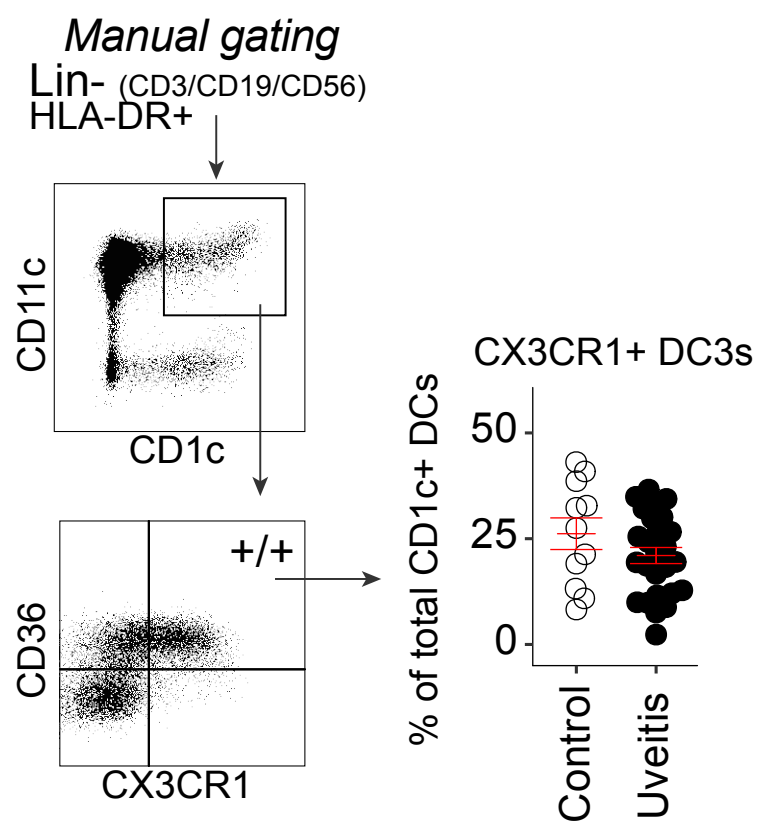 Manual gating
Lin- (CD3/CD19/CD56)
HLA-DR+
CD11c
CD1c
CD36
+/+
CX3CR1
CX3CR1+ DC3s
% of total CD1c+ DCs
50
25
0
Control
Uveitis